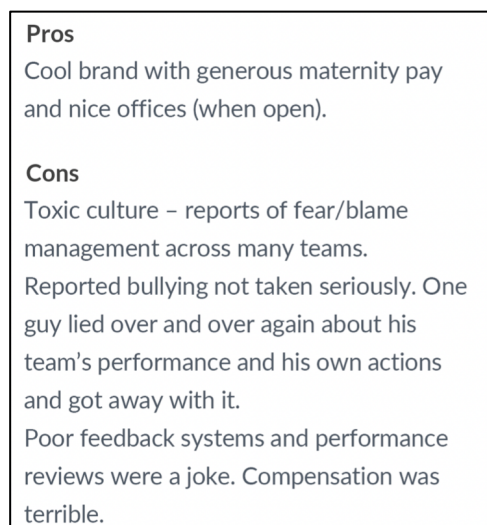 Pros
Cool brand with generous maternity pay
and nice offices (when open).
Cons
Toxic culture – reports of fear/blame
management across many teams.
Reported bullying not taken seriously. One
guy lied over and over again about his
team’s performance and his own actions
and got away with it.
Poor feedback systems and performance
reviews were a joke. Compensation was
terrible.